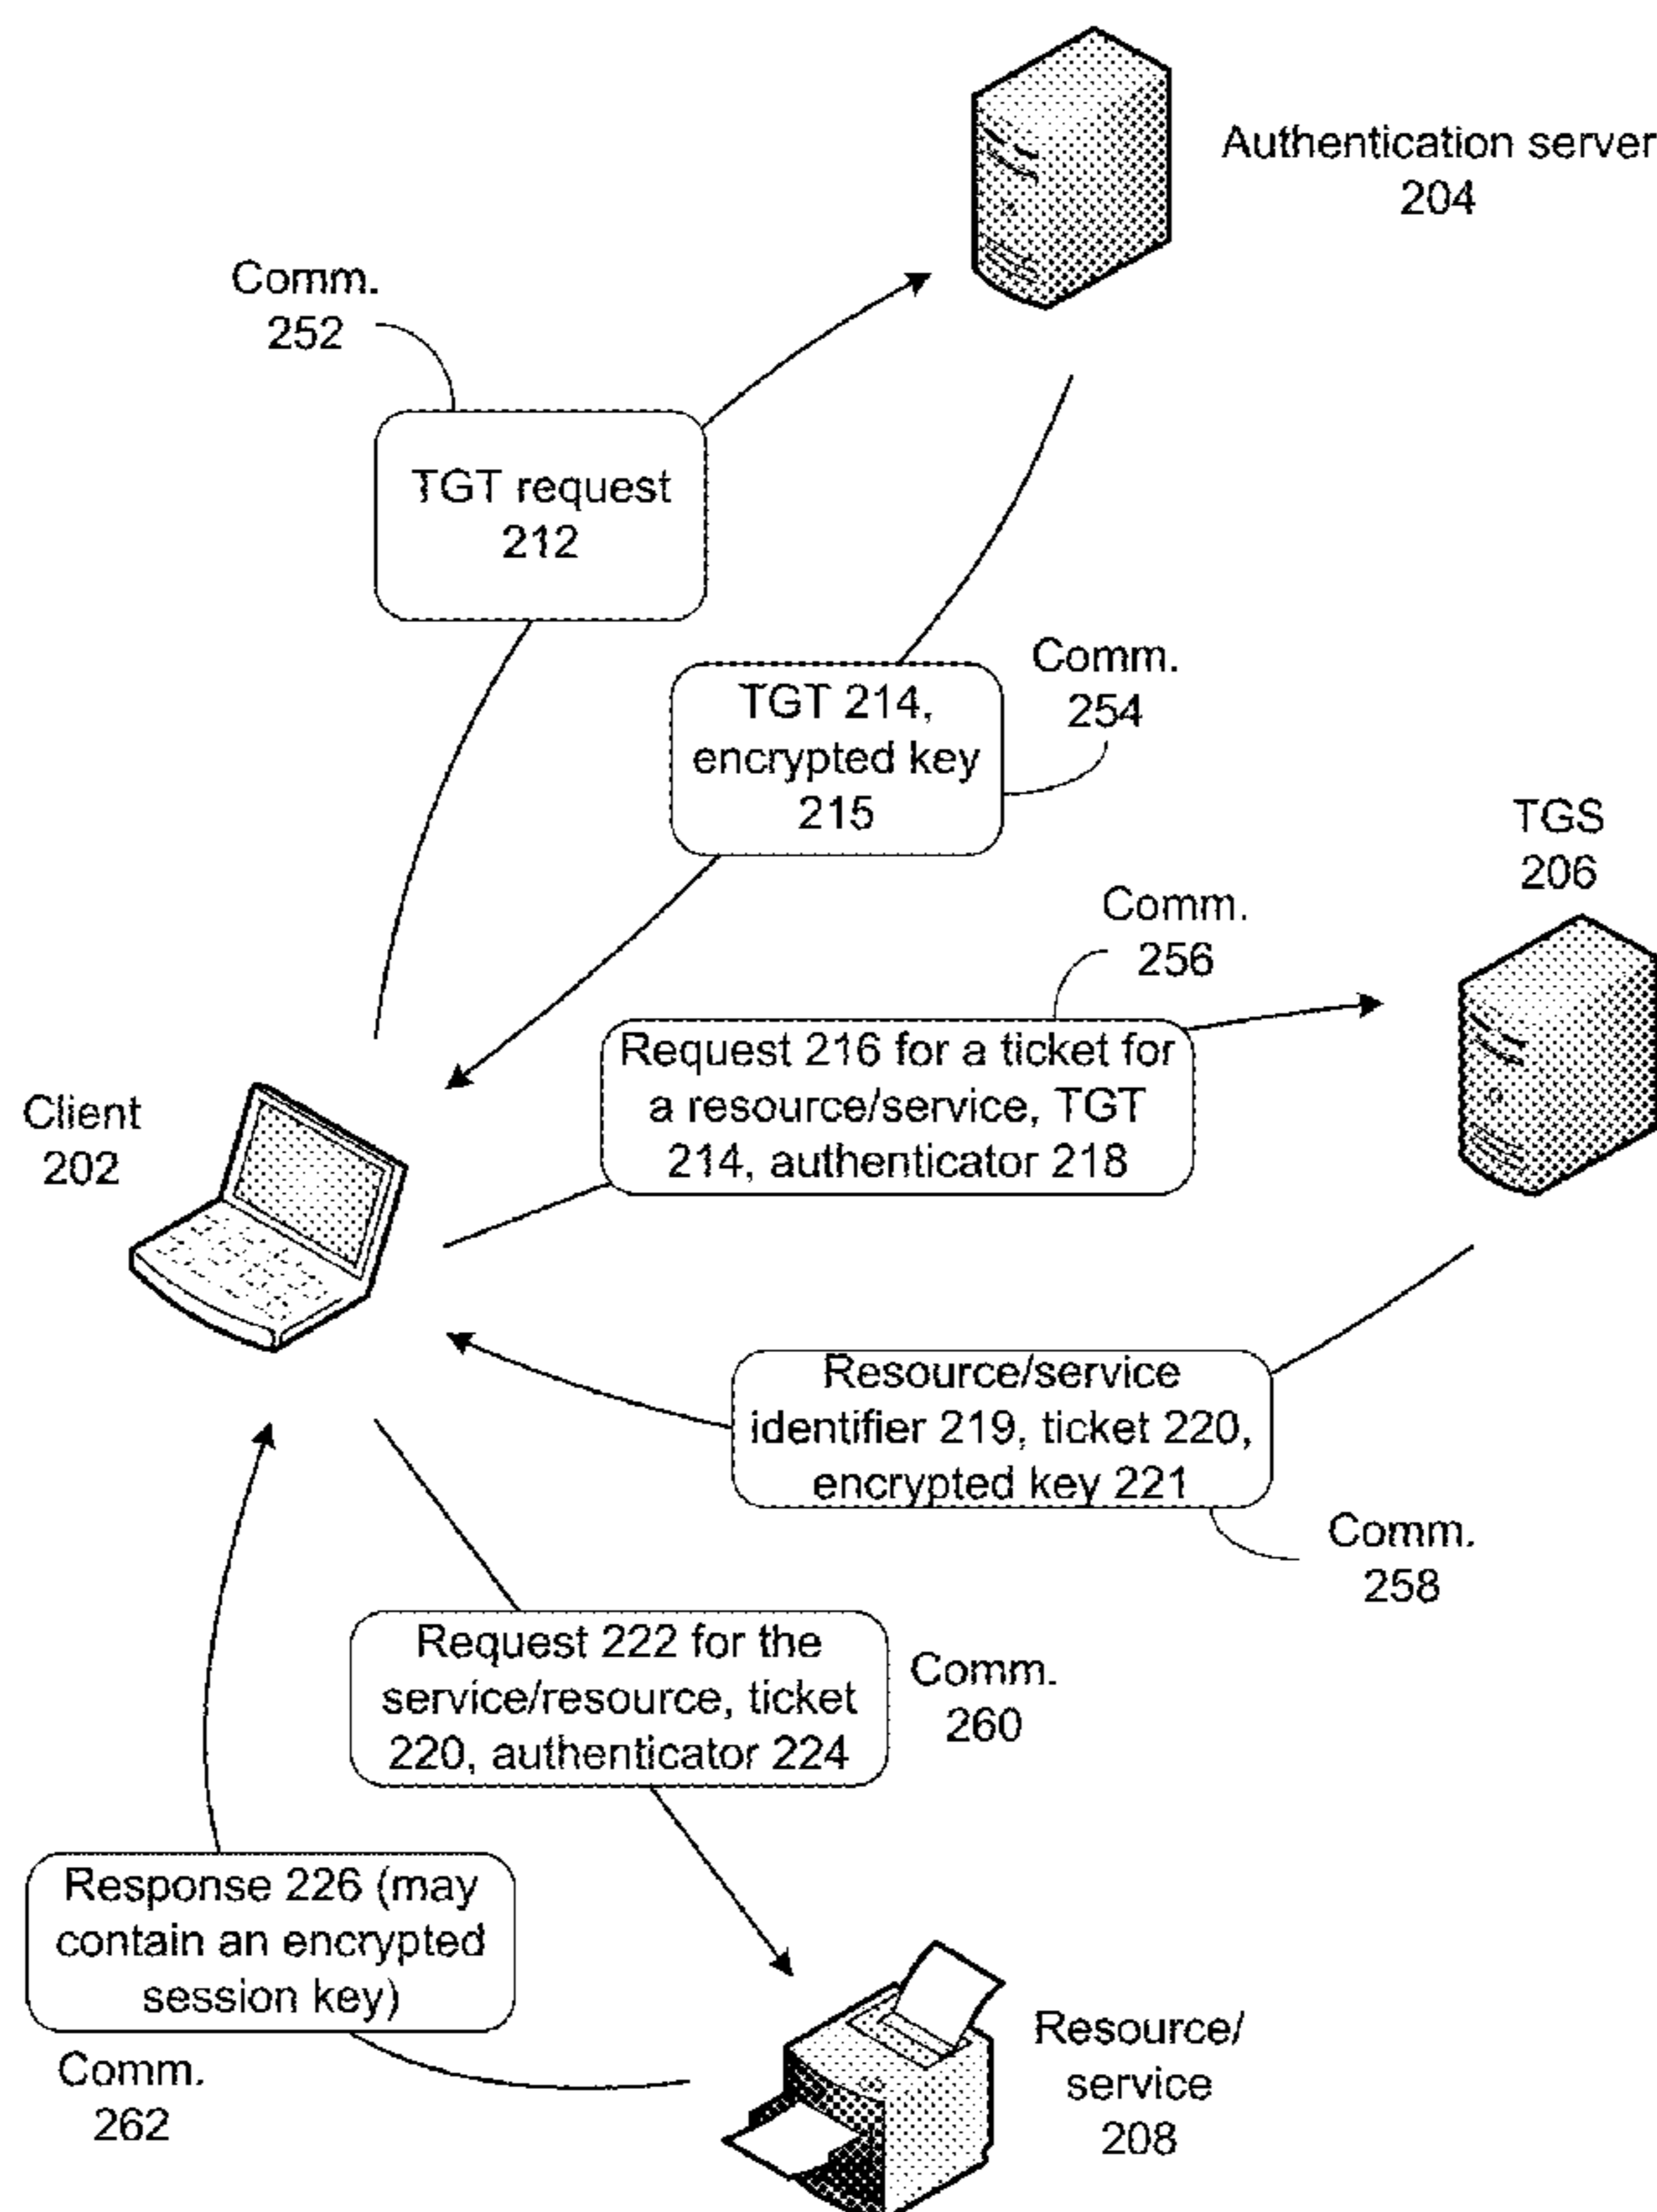 Authentication server
204
Comm.
252
TGT request
212
Comm.
254
TGT 214,
encrypted key
215
TGS
206
Comm.
256
Request 216 for a ticket for
a resource/service, TGT
214, authenticator 218
Client
202
Resource/service
identifier 219, ticket 220,
encrypted key 221
Comm.
258
Request 222 for the
service/resource, ticket
220, authenticator 224
Comm.
260
Response 226 (may
contain an encrypted
session key)
Comm.
262
Resource/
service
208